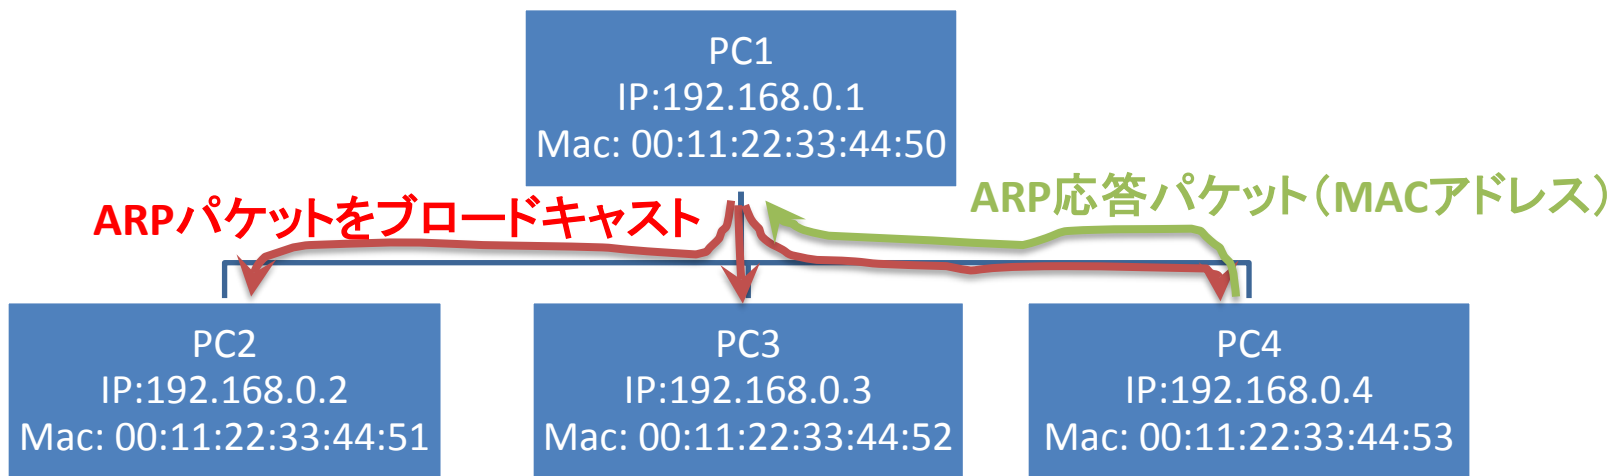 PC1
IP:192.168.0.1
Mac: 00:11:22:33:44:50
ARPパケットをブロードキャスト
ARP応答パケット（MACアドレス）
PC2
IP:192.168.0.2
Mac: 00:11:22:33:44:51
PC3
IP:192.168.0.3
Mac: 00:11:22:33:44:52
PC4
IP:192.168.0.4
Mac: 00:11:22:33:44:53